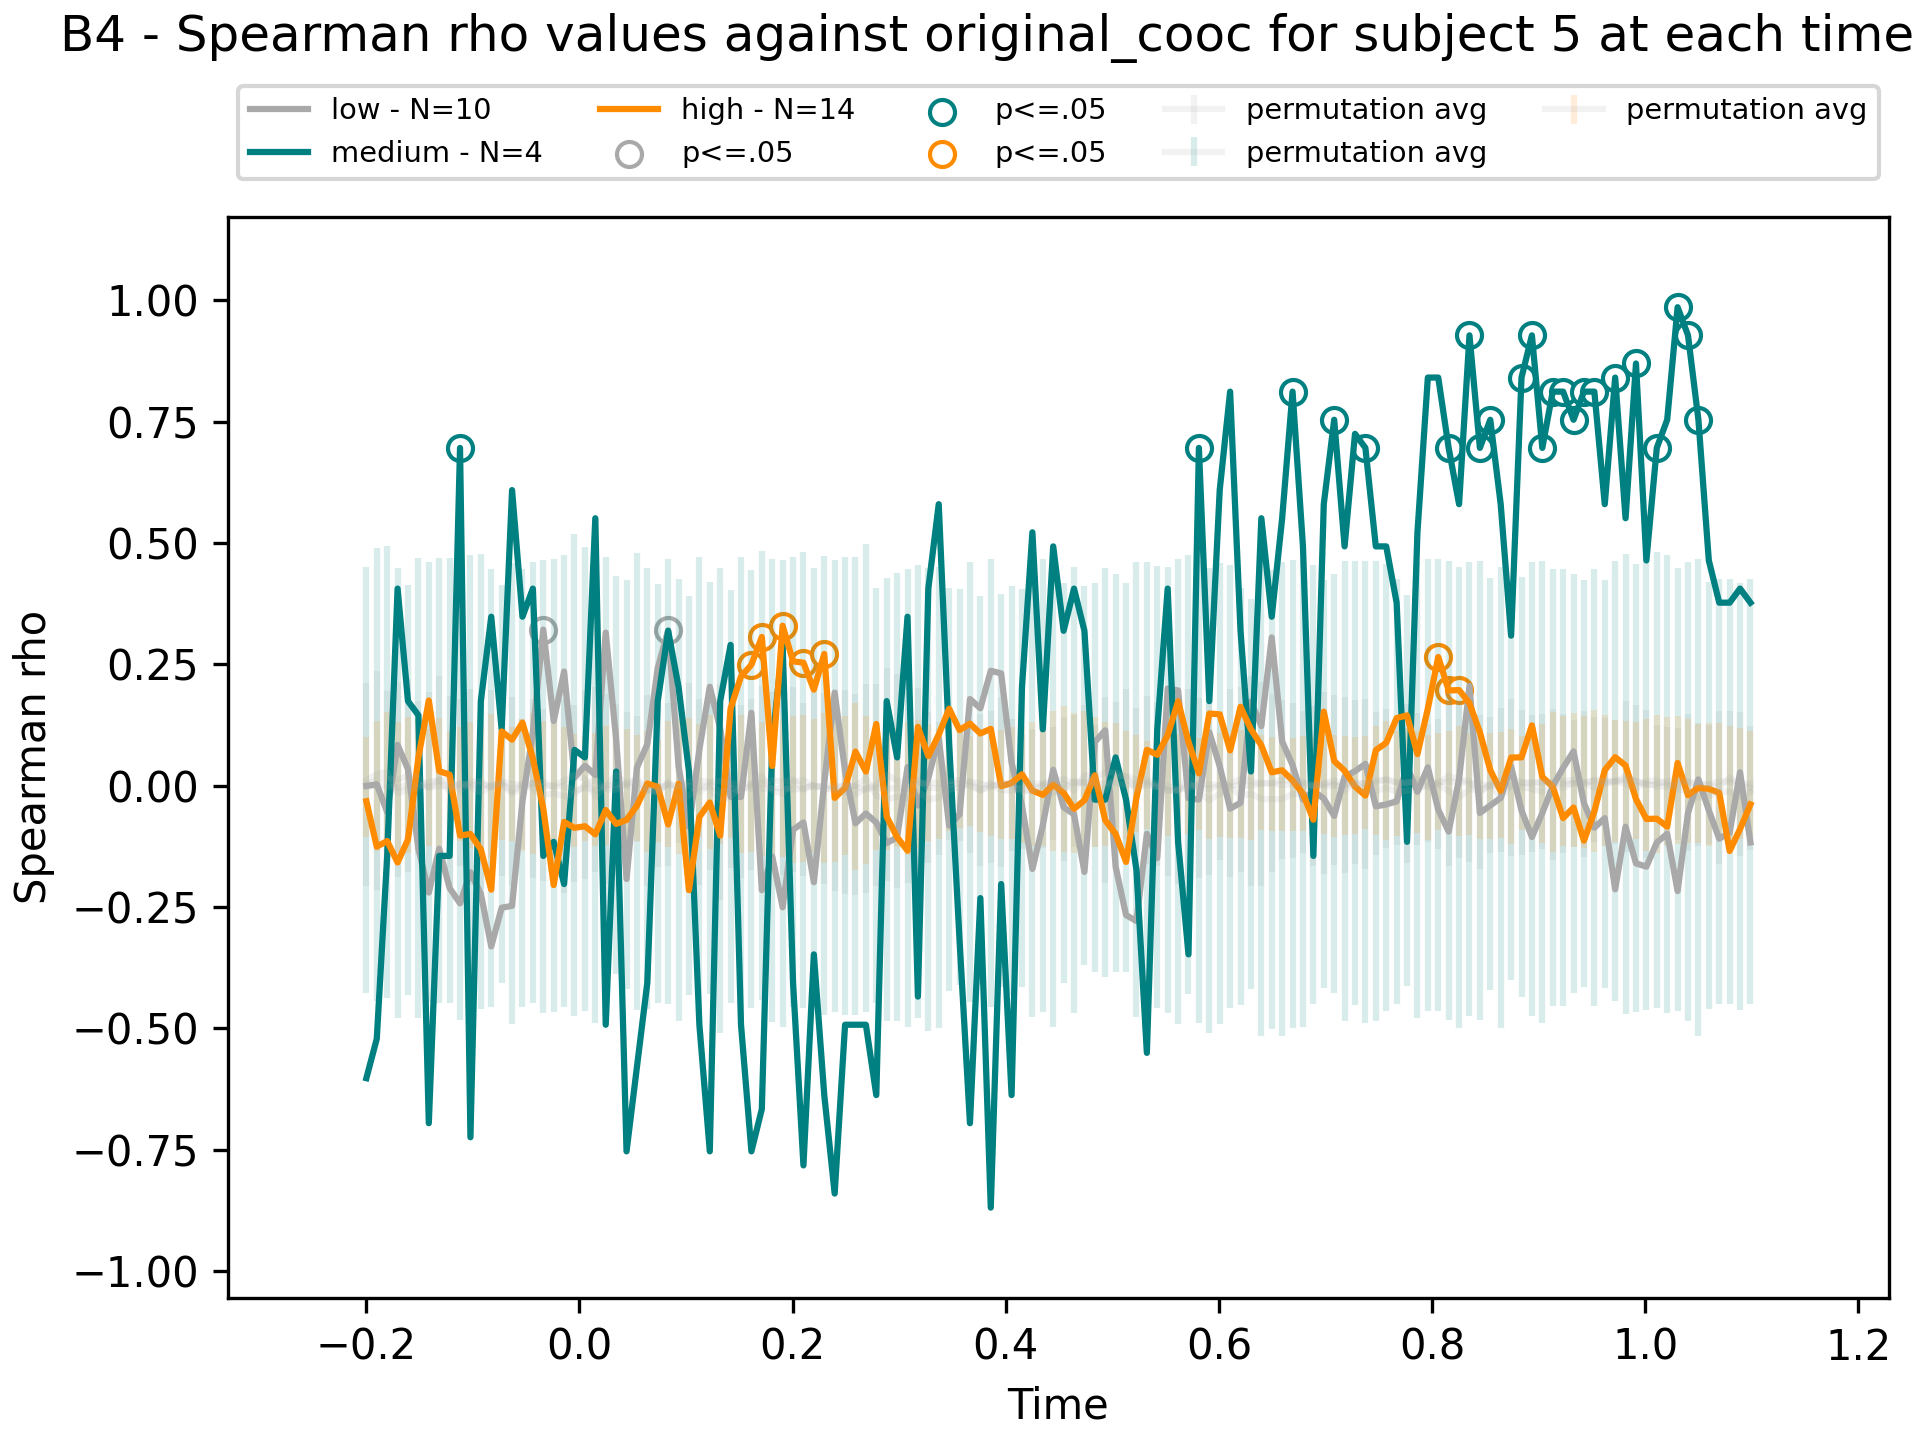 B4 - Spearman rho values against original_cooc for subject 5 at each time
low - N=10 high - N=14 p<=.05 permutation avg permutation avg
medium - N=4 p<=.05 p<=.05 permutation avg
1.00
0.75
0.50
0.25
0.00
−0.25
−0.50
−0.75
−1.00
Spearman rho
−0.2 0.0 0.2 0.4 0.6 0.8 1.0 1.2
Time